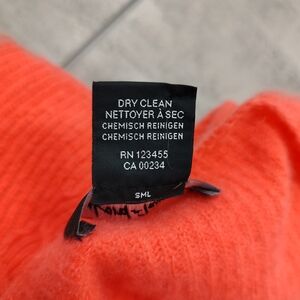 DRY CLEAN
NETTOYER À SEC
CHEMISCH REINIGEN
CHEMISCH REINIGEN
RN 123455
CA 00234
SML